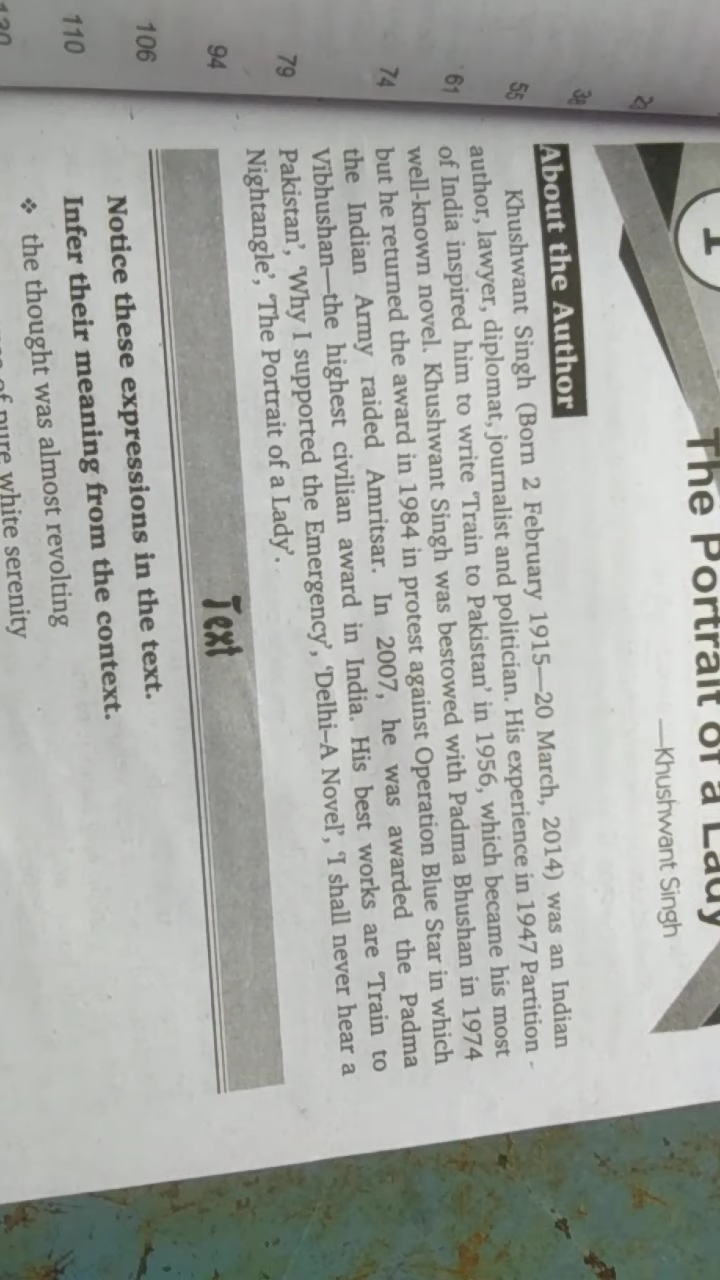 1
The Portrait of a Lady
—Khushwant Singh
About the Author
Khushwant Singh (Born 2 February 1915—20 March, 2014) was an Indian
author, lawyer, diplomat, journalist and politician. His experience in 1947 Partition -
of India inspired him to write 'Train to Pakistan' in 1956, which became his most
well-known novel. Khushwant Singh was bestowed with Padma Bhushan in 1974
but he returned the award in 1984 in protest against Operation Blue Star in which
the Indian Army raided Amritsar. In 2007, he was awarded the Padma
Vibhushan—the highest civilian award in India. His best works are 'Train to
Pakistan', 'Why I supported the Emergency', 'Delhi–A Novel', 'I shall never hear a
Nightangle', 'The Portrait of a Lady'.
Text
Notice these expressions in the text.
Infer their meaning from the context.
❖ the thought was almost revolting
of pure white serenity
38
55
61
74
79
94
106
110